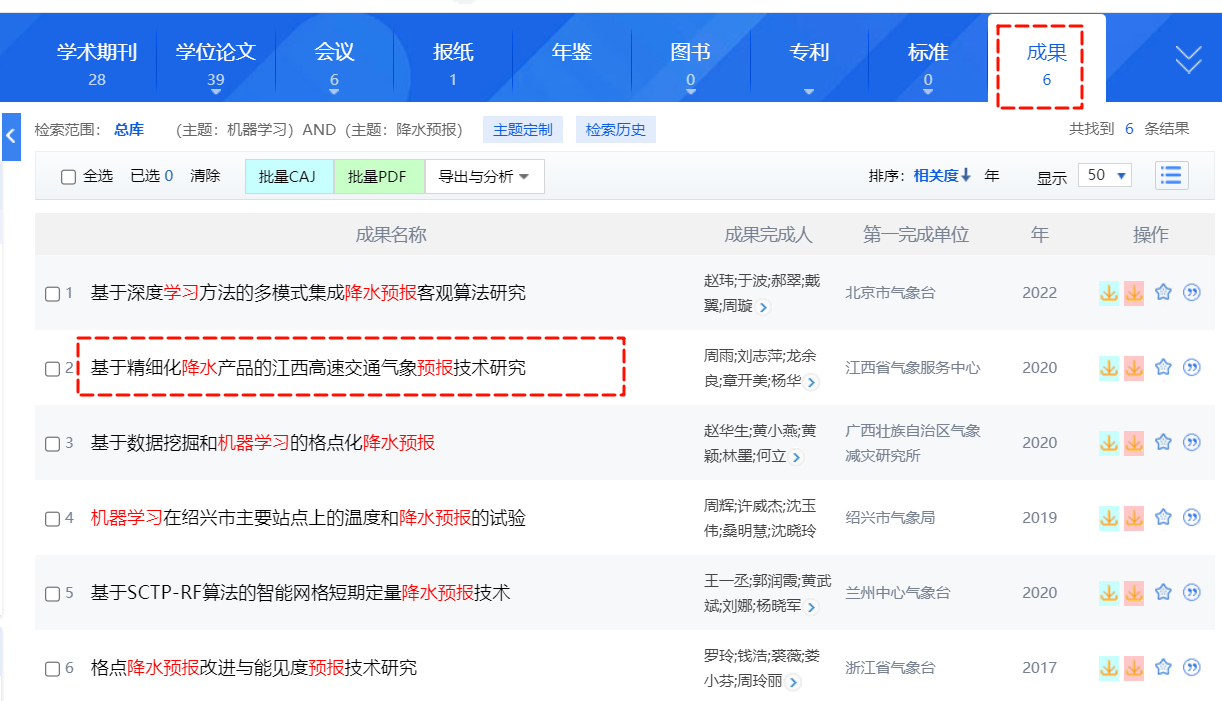 学术期刊 学位论文 会议 报纸 年鉴 图书 专利 标准 成果
28 39 6 1 0 0 6
检索范围: 总库 (主题: 机器学习) AND (主题: 降水预报) 主题定制 检索历史 共找到 6 条结果
全选 已选 0 清除 批量CAJ 批量PDF 导出与分析 排序: 相关度 年 显示 50
成果名称 成果完成人 第一完成单位 年 操作
1 基于深度学习方法的多模式集成降水预报客观算法研究 赵玮;于波;郝翠;戴翼;周璇 北京市气象台 2022
2 基于精细化降水产品的江西高速交通气象预报技术研究 周雨;刘志萍;龙余良;章开美;杨华 江西省气象服务中心 2020
3 基于数据挖掘和机器学习的格点化降水预报 赵华生;黄小燕;黄颖;林墨;何立 广西壮族自治区气象减灾研究所 2020
4 机器学习在绍兴市主要站点上的温度和降水预报的试验 周辉;许威杰;沈玉伟;桑明慧;沈晓玲 绍兴市气象局 2019
5 基于SCTP-RF算法的智能网格短期定量降水预报技术 王一丞;郭润霞;黄武斌;刘娜;杨晓军 兰州中心气象台 2020
6 格点降水预报改进与能见度预报技术研究 罗玲;钱浩;裘薇;娄小芬;周玲丽 浙江省气象台 2017